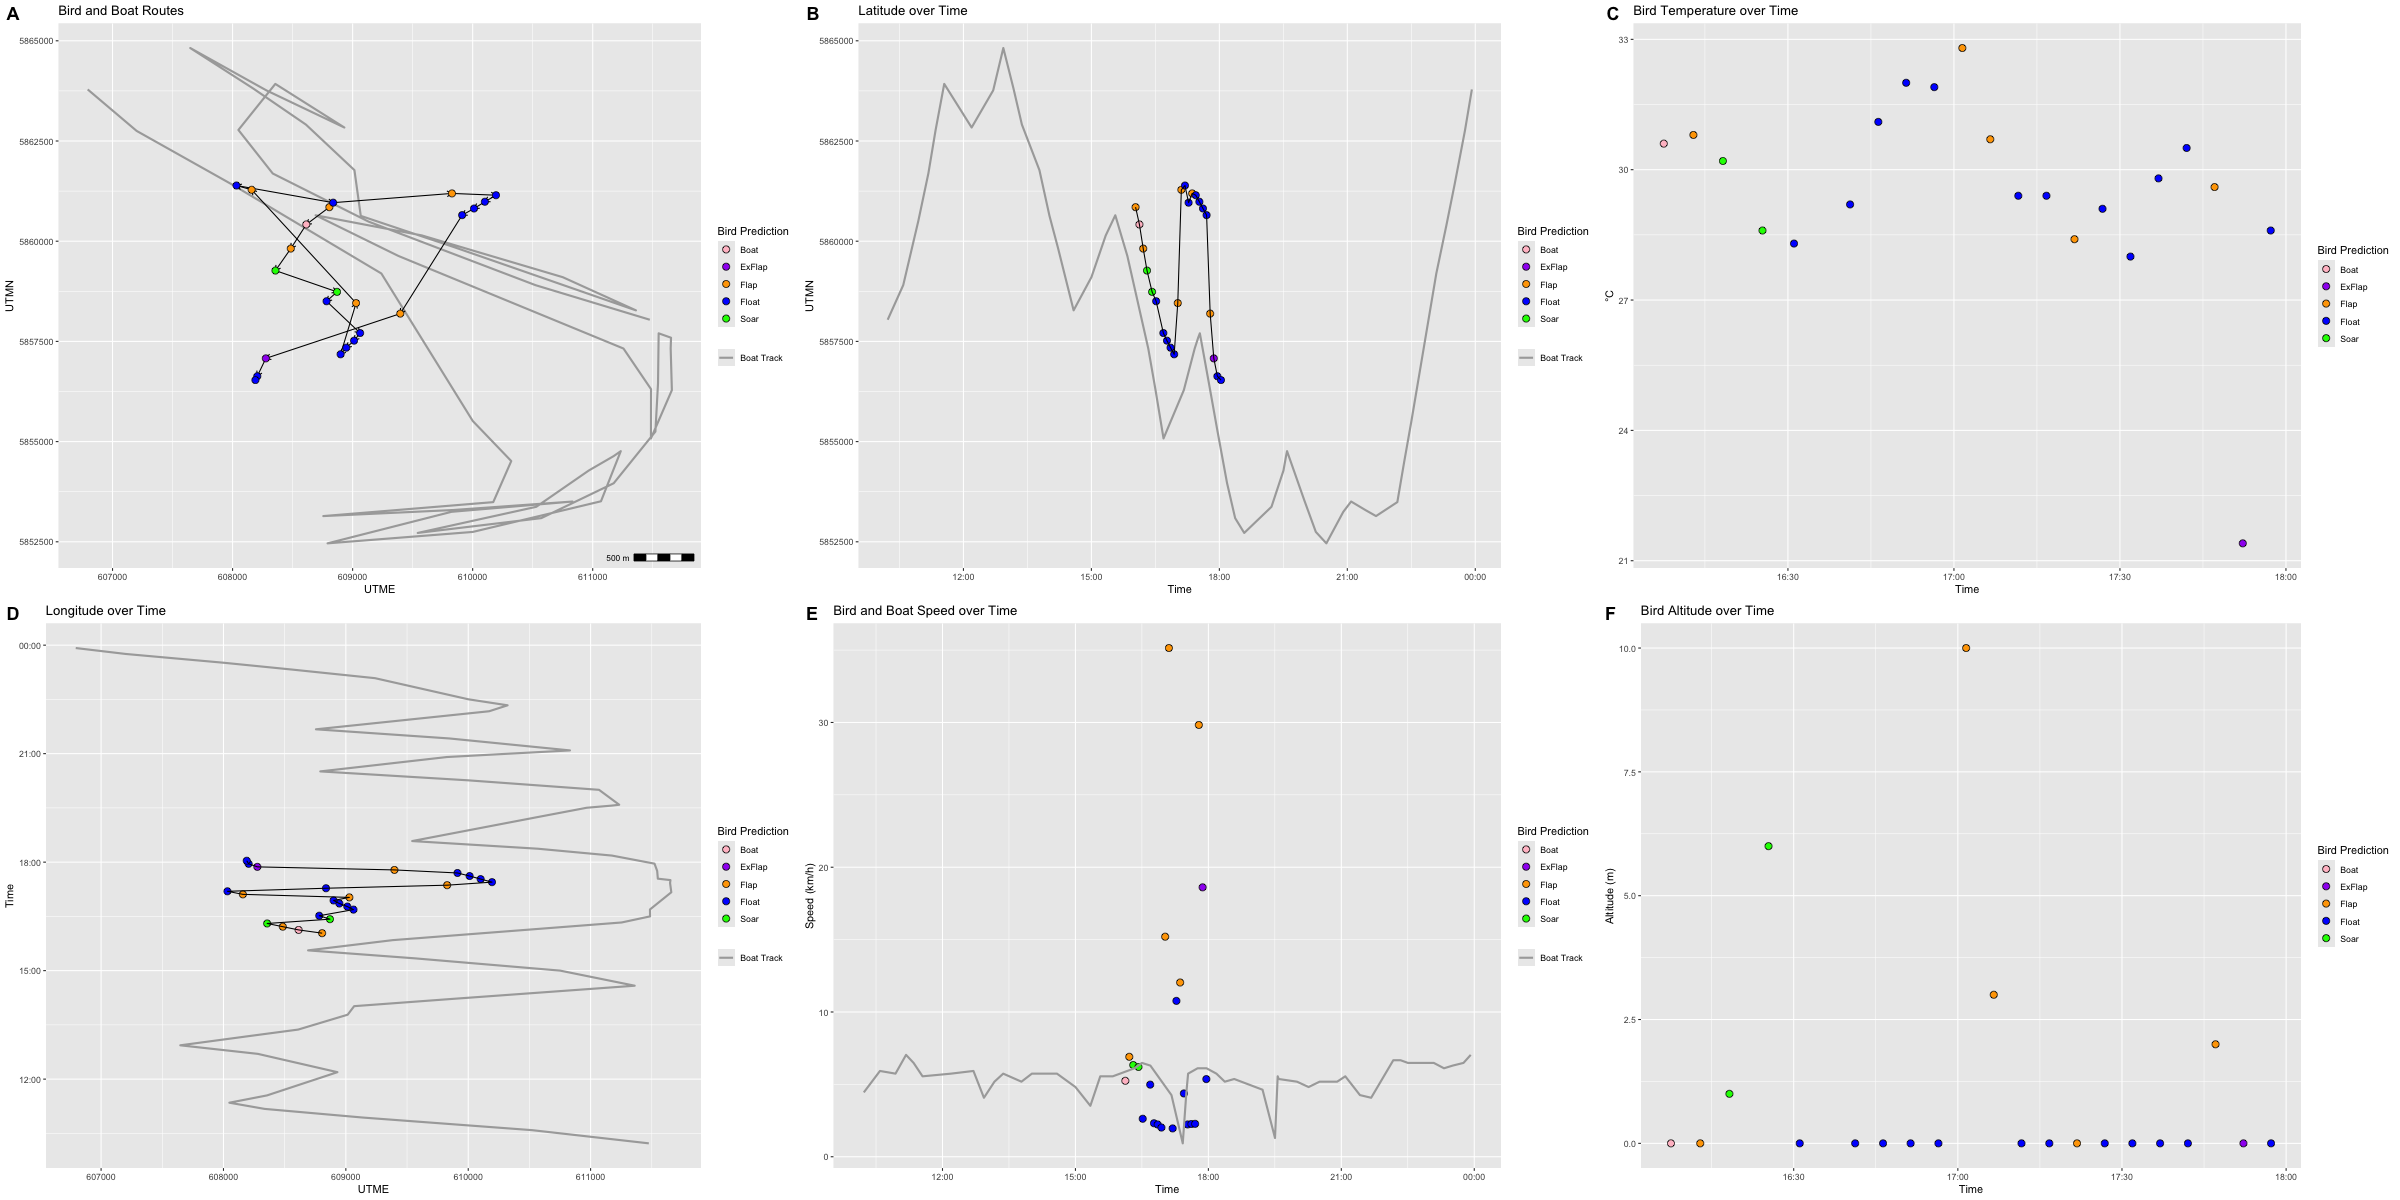 A Bird and Boat Routes
5865000
5862500
5860000
5857500
5855000
5852500
UTMN
500 m
607000 608000 609000 610000 611000
UTME
Bird Prediction
Boat
ExFlap
Flap
Float
Soar
Boat Track
B Latitude over Time
5865000
5862500
5860000
5857500
5855000
5852500
UTMN
12:00 15:00 18:00 21:00 00:00
Time
Bird Prediction
Boat
ExFlap
Flap
Float
Soar
Boat Track
C Bird Temperature over Time
33
30
27
24
21
°C
16:30 17:00 17:30 18:00
Time
Bird Prediction
Boat
ExFlap
Flap
Float
Soar
D Longitude over Time
00:00
21:00
18:00
15:00
12:00
Time
607000 608000 609000 610000 611000
UTME
Bird Prediction
Boat
ExFlap
Flap
Float
Soar
Boat Track
E Bird and Boat Speed over Time
30
20
10
0
Speed (km/h)
12:00 15:00 18:00 21:00 00:00
Time
Bird Prediction
Boat
ExFlap
Flap
Float
Soar
Boat Track
F Bird Altitude over Time
10.0
7.5
5.0
2.5
0.0
Altitude (m)
16:30 17:00 17:30 18:00
Time
Bird Prediction
Boat
ExFlap
Flap
Float
Soar